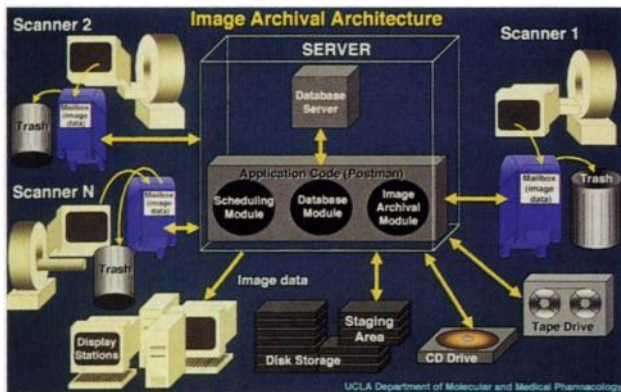 Image Archival Architecture
Scanner 2
SERVER
Scanner 1
Database
Server
Trash
Mailbox
(image
data)
Application Code (Postman)
Scheduling
Module
Database
Module
Image
Archival
Module
Mailbox
(image
data)
Trash
Scanner N
Mailbox
(image
data)
Trash
Image data
Display
Stations
Disk Storage
Staging
Area
CD Drive
Tape Drive
UCLA Department of Molecular and Medical Pharmacology